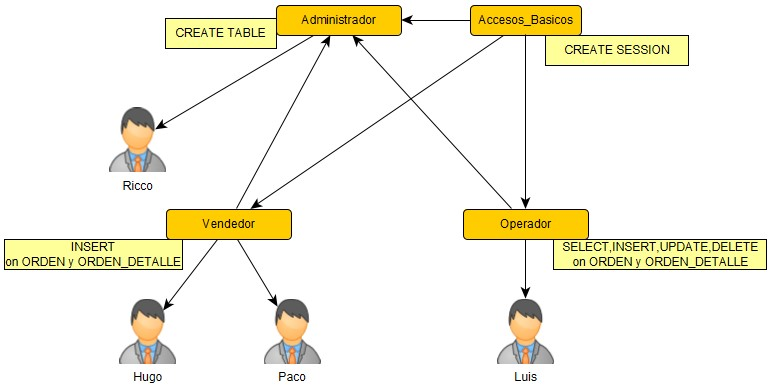 Administrador
Accesos_Basicos
CREATE TABLE
CREATE SESSION
Ricco
Vendedor
Operador
INSERT
on ORDEN y ORDEN_DETALLE
SELECT,INSERT,UPDATE,DELETE
on ORDEN y ORDEN_DETALLE
Hugo
Paco
Luis